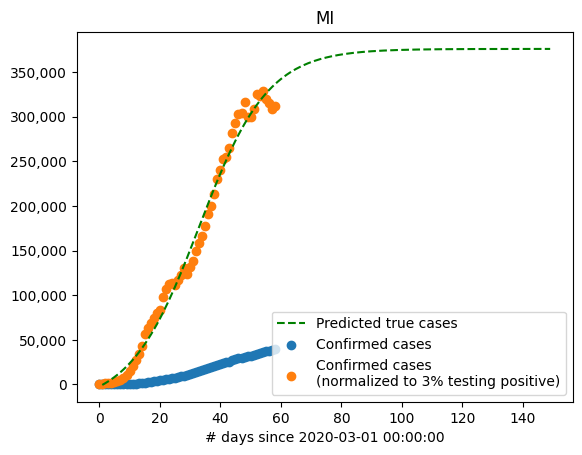 MI
350,000
300,000
250,000
200,000
150,000
100,000
50,000
0
Predicted true cases
Confirmed cases
Confirmed cases
(normalized to 3% testing positive)
0 20 40 60 80 100 120 140
# days since 2020-03-01 00:00:00